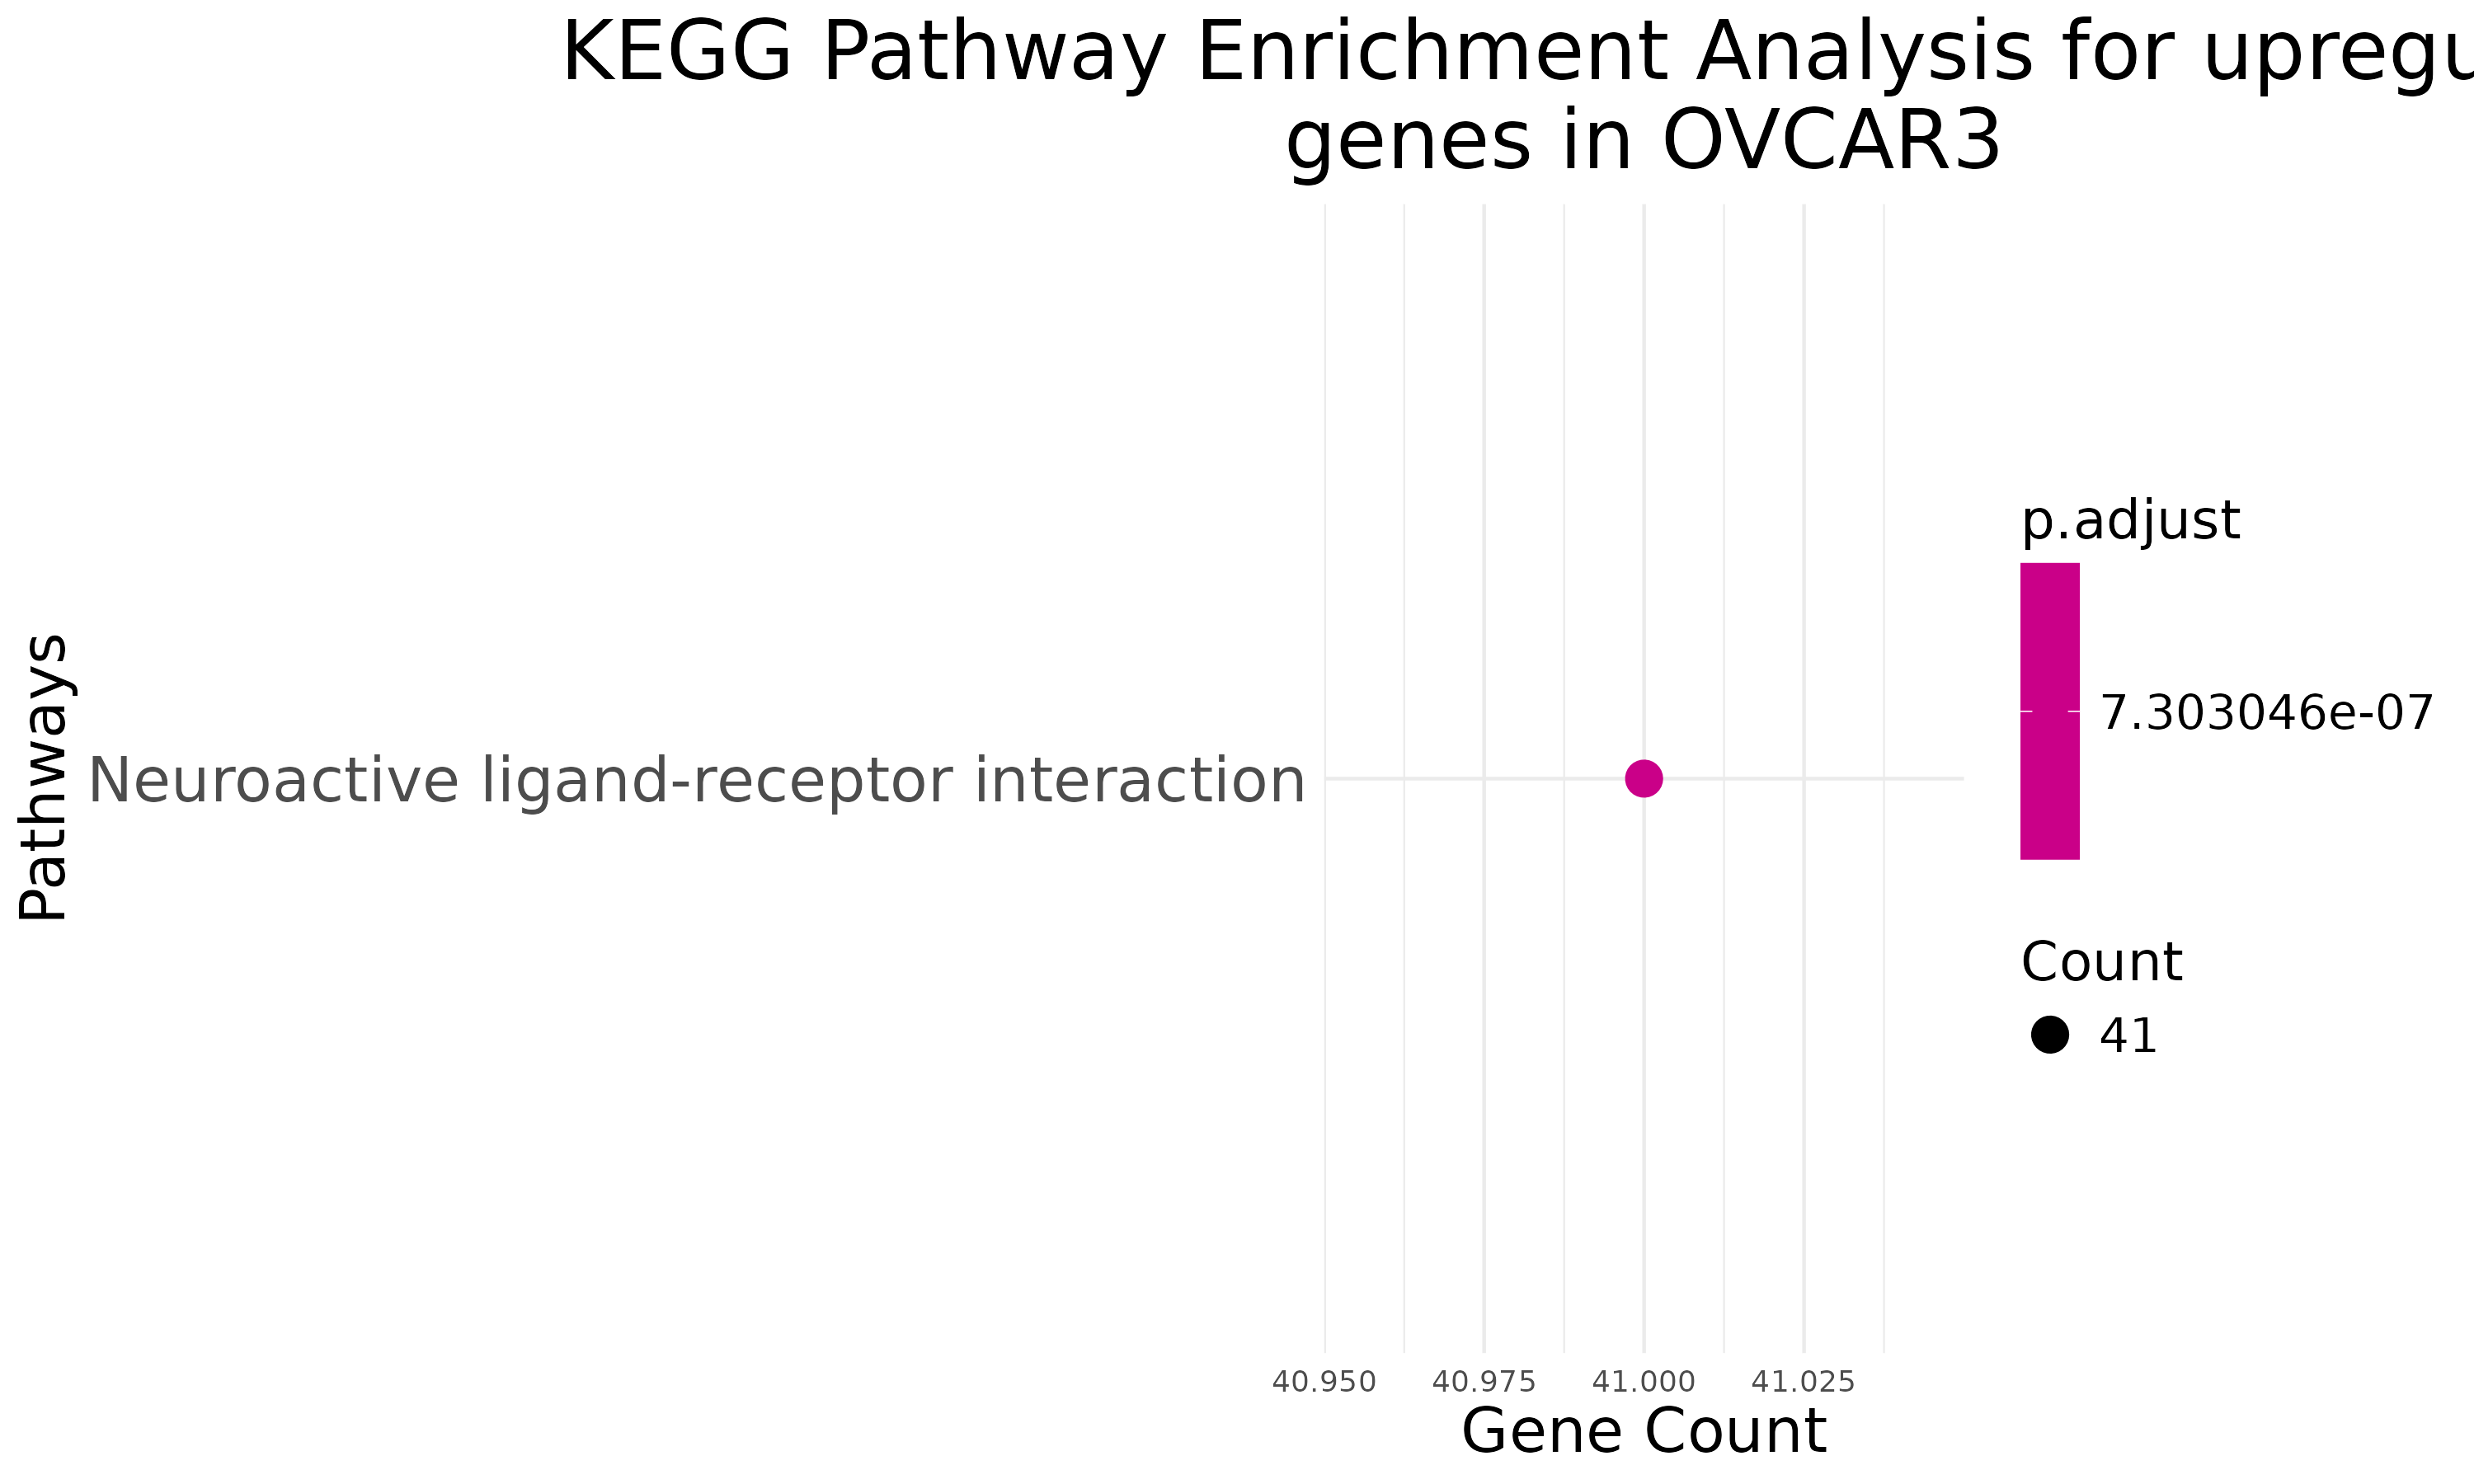 KEGG Pathway Enrichment Analysis for upregu
genes in OVCAR3
Pathways
Neuroactive ligand-receptor interaction
40.950 40.975 41.000 41.025
Gene Count
p.adjust
7.303046e-07
Count
41